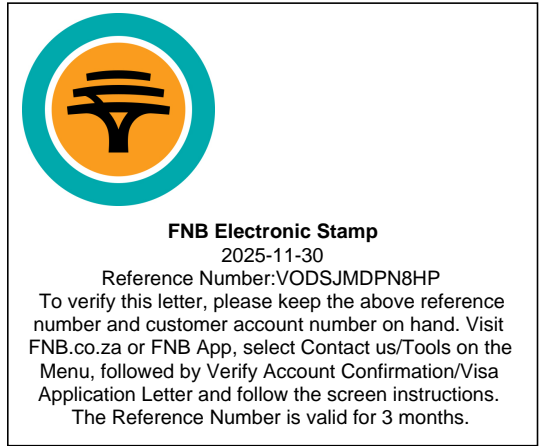 FNB Electronic Stamp
2025-11-30
Reference Number:VODSJMDPN8HP
To verify this letter, please keep the above reference
number and customer account number on hand. Visit
FNB.co.za or FNB App, select Contact us/Tools on the
Menu, followed by Verify Account Confirmation/Visa
Application Letter and follow the screen instructions.
The Reference Number is valid for 3 months.